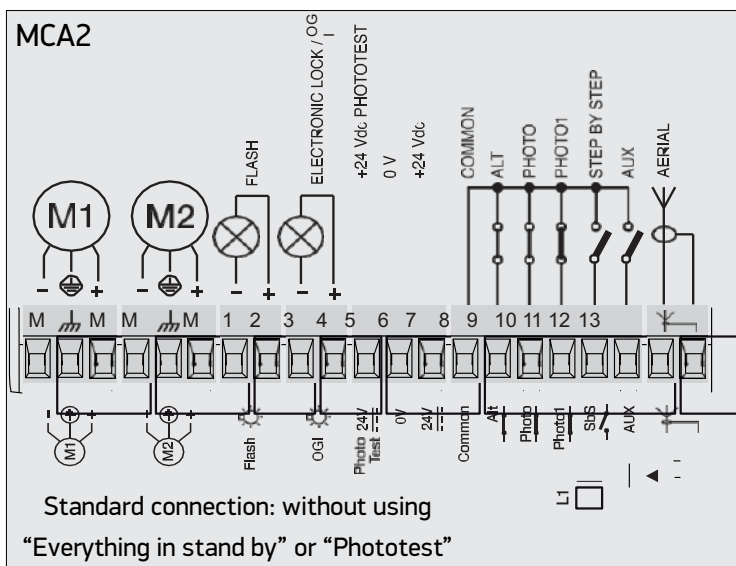 MCA2
FLASH
ELECTRONIC LOCK / OG
I
+24 Vdc PHOTOTEST
0 V
+24 Vdc
COMMON
ALT
PHOTO
PHOTO1
STEP BY STEP
AUX
AERIAL
M1
M2
- + - + - + - +
M M M M 1 2 3 4 5 6 7 8 9 10 11 12 13
- + - +
M1
M2
Flash
OGI
Photo Test 24V
0V
24V
Common
Alt
Photo
Photo1
SbS
AUX
L1
Standard connection: without using
“Everything in stand by” or “Phototest”